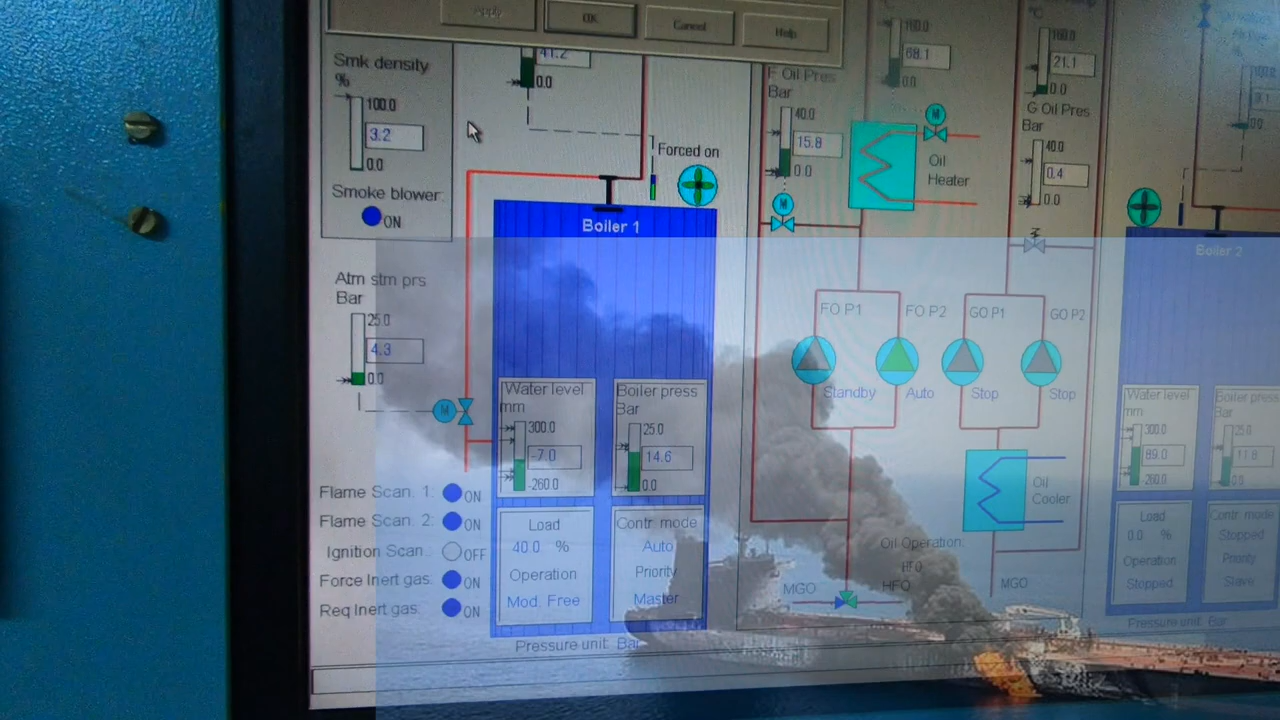 Apply
OK
Cancel
Help
Smk density
%
100.0
3.2
0.0
Smoke blower:
ON
41.2
0.0
Forced on
Boiler 1
Atm stm prs
Bar
25.0
4.3
0.0
M
Water level
mm
300.0
-7.0
-260.0
Boiler press
Bar
25.0
14.6
0.0
Flame Scan. 1:
ON
Flame Scan. 2:
ON
Ignition Scan.
OFF
Force Inert gas:
ON
Req Inert gas:
ON
Load
40.0 %
Operation
Mod. Free
Contr. mode
Auto
Priority
Master
Pressure unit: Bar
F Oil Pres
Bar
40.0
15.8
0.0
M
160.0
68.1
0.0
M
Oil
Heater
°C
160.0
21.1
0.0
G Oil Pres
Bar
40.0
0.4
0.0
FO P1
FO P2
GO P1
GO P2
Standby
Auto
Stop
Stop
Oil
Cooler
Oil Operation:
HFO
MGO
HFO
MGO
Boiler 2
Water level
mm
300.0
89.0
-260.0
Boiler press
Bar
25.0
11.8
0.0
Load
0.0 %
Operation
Stopped
Contr. mode
Stopped
Priority
Slave
Pressure unit: Bar